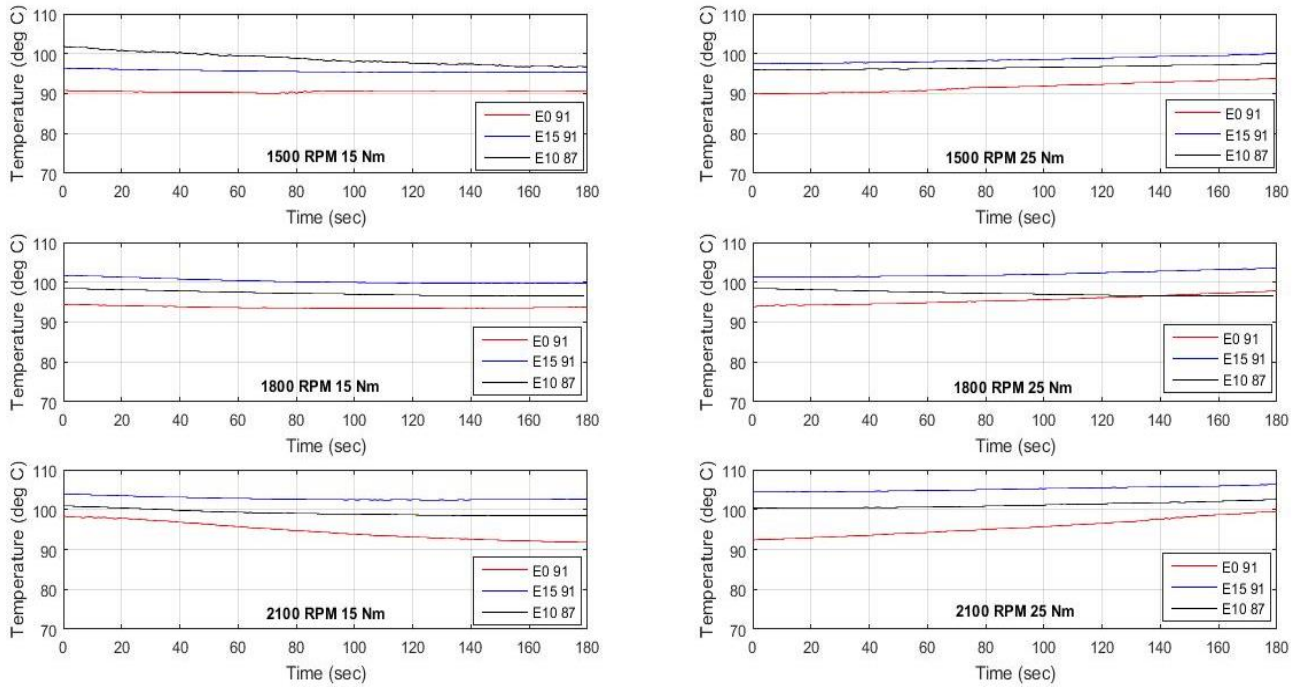 Temperature (deg C)
110
100
90
80
70
0 20 40 60 80 100 120 140 160 180
Time (sec)
1500 RPM 15 Nm
E0 91
E15 91
E10 87
Temperature (deg C)
110
100
90
80
70
0 20 40 60 80 100 120 140 160 180
Time (sec)
1500 RPM 25 Nm
E0 91
E15 91
E10 87
Temperature (deg C)
110
100
90
80
70
0 20 40 60 80 100 120 140 160 180
Time (sec)
1800 RPM 15 Nm
E0 91
E15 91
E10 87
Temperature (deg C)
110
100
90
80
70
0 20 40 60 80 100 120 140 160 180
Time (sec)
1800 RPM 25 Nm
E0 91
E15 91
E10 87
Temperature (deg C)
110
100
90
80
70
0 20 40 60 80 100 120 140 160 180
Time (sec)
2100 RPM 15 Nm
E0 91
E15 91
E10 87
Temperature (deg C)
110
100
90
80
70
0 20 40 60 80 100 120 140 160 180
Time (sec)
2100 RPM 25 Nm
E0 91
E15 91
E10 87